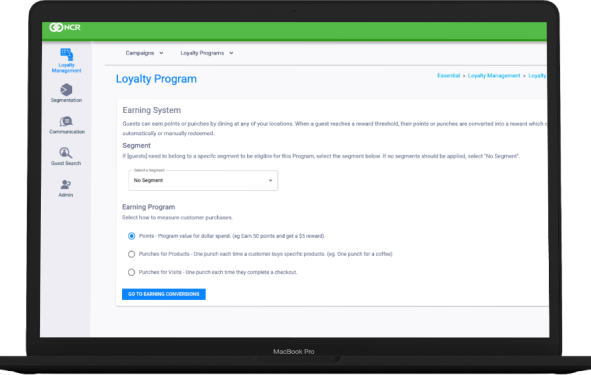 NCR
Campaigns Loyalty Programs
Loyalty Management
Loyalty Program
Essential » Loyalty Management » Loyalty
Segmentation
Communication
Guest Search
Admin
Earning System
Guests can earn points or punches by dining at any of your locations. When a guest reaches a reward threshold, their points or punches are converted into a reward which c
automatically or manually redeemed.
Segment
If [guests] need to belong to a specifc segment to be eligible for this Program, select the segment below. If no segments should be applied, select "No Segment".
Select a Segment
No Segment
Earning Program
Select how to measure customer purchases.
Points - Program value for dollar spend. (eg Earn 50 points and get a $5 reward)
Punches for Products - One punch each time a customer buys specific products. (eg. One punch for a coffee)
Punches for Visits - One punch each time they complete a checkout.
GO TO EARNING CONVERSIONS
MacBook Pro